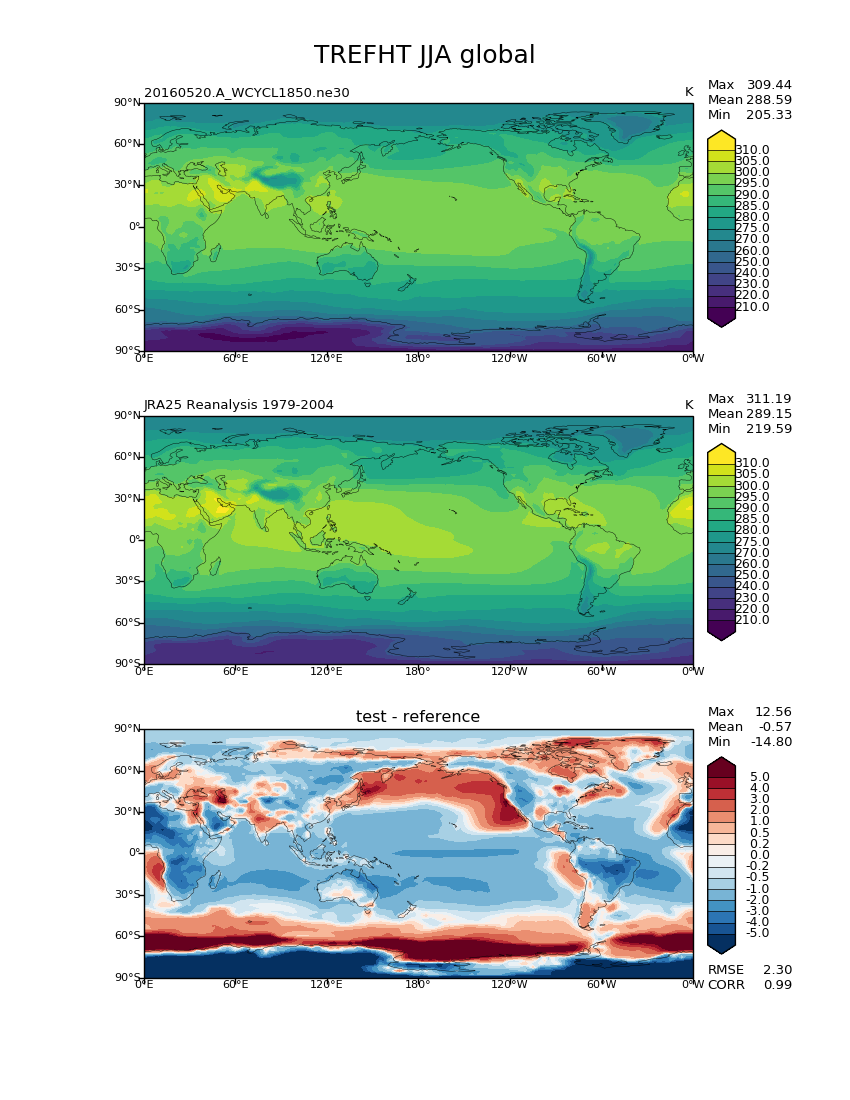 TREFHT JJA global
20160520.A_WCYCL1850.ne30
K
Max 309.44
Mean 288.59
Min 205.33
90°N
60°N
30°N
0°
30°S
60°S
90°S
0°E 60°E 120°E 180° 120°W 60°W 0°W
310.0
305.0
300.0
295.0
290.0
285.0
280.0
275.0
270.0
260.0
250.0
240.0
230.0
220.0
210.0
JRA25 Reanalysis 1979-2004
K
Max 311.19
Mean 289.15
Min 219.59
90°N
60°N
30°N
0°
30°S
60°S
90°S
0°E 60°E 120°E 180° 120°W 60°W 0°W
310.0
305.0
300.0
295.0
290.0
285.0
280.0
275.0
270.0
260.0
250.0
240.0
230.0
220.0
210.0
test - reference
Max 12.56
Mean -0.57
Min -14.80
90°N
60°N
30°N
0°
30°S
60°S
90°S
0°E 60°E 120°E 180° 120°W 60°W 0°W
5.0
4.0
3.0
2.0
1.0
0.5
0.2
0.0
-0.2
-0.5
-1.0
-2.0
-3.0
-4.0
-5.0
RMSE 2.30
CORR 0.99